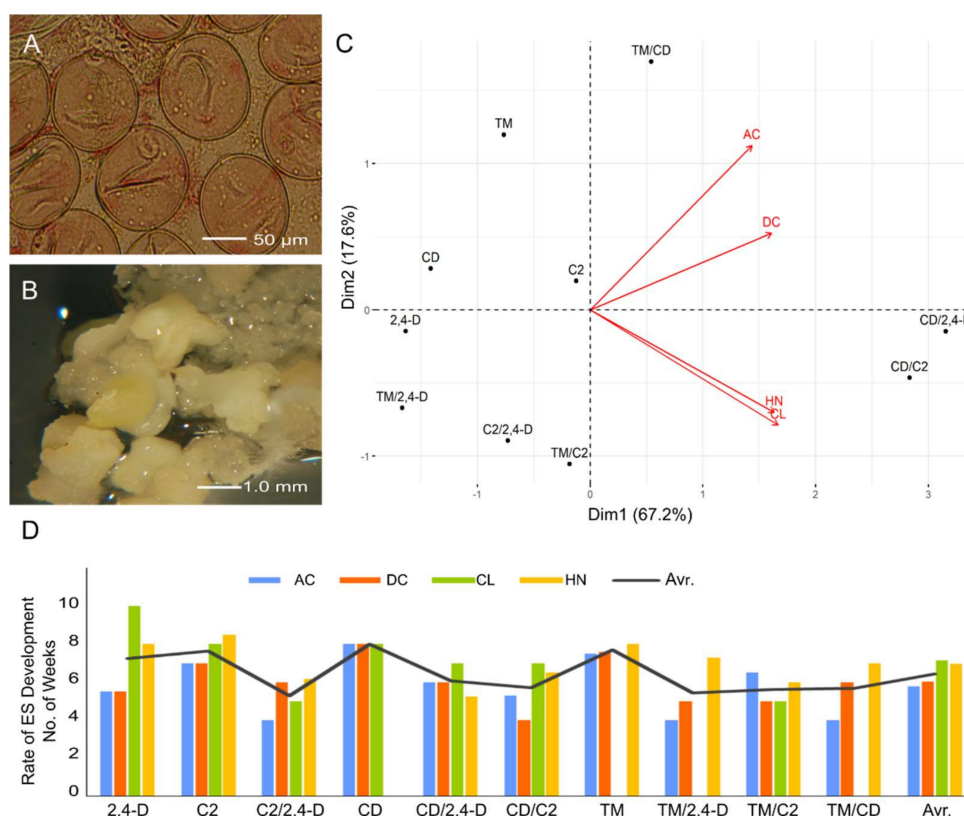 A
50 µm
B
1.0 mm
C
TM/CD
TM
AC
1
DC
CD
C2
0
2,4-D
CD/2,4-
CD/C2
TM/2,4-D
HN
CL
C2/2,4-D
TM/C2
-1
-1
0
1
2
3
Dim1 (67.2%)
Dim2 (17.6%)
D
AC
DC
CL
HN
Avr.
Rate of ES Development
No. of Weeks
10
8
6
4
2
0
2,4-D
C2
C2/2,4-D
CD
CD/2,4-D
CD/C2
TM
TM/2,4-D
TM/C2
TM/CD
Avr.